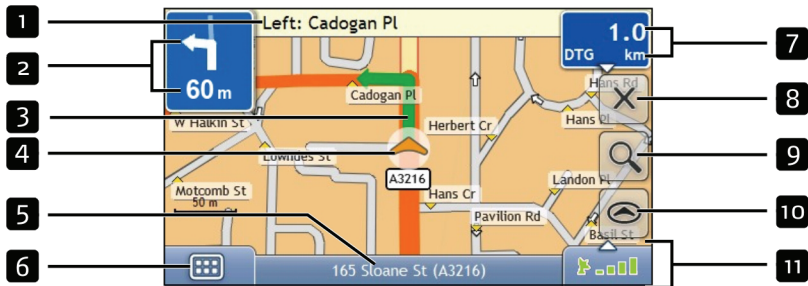 1
Left: Cadogan Pl
2
60 m
1.0
DTG km
7
Hans Rd
8
Cadogan Pl
3
W Halkin St
Herbert Cr
Hans Pl
4
Lowndes St
9
A3216
Landon Pl
Motcomb St
50 m
Hans Cr
10
5
Pavilion Rd
Basil St
6
165 Sloane St (A3216)
11